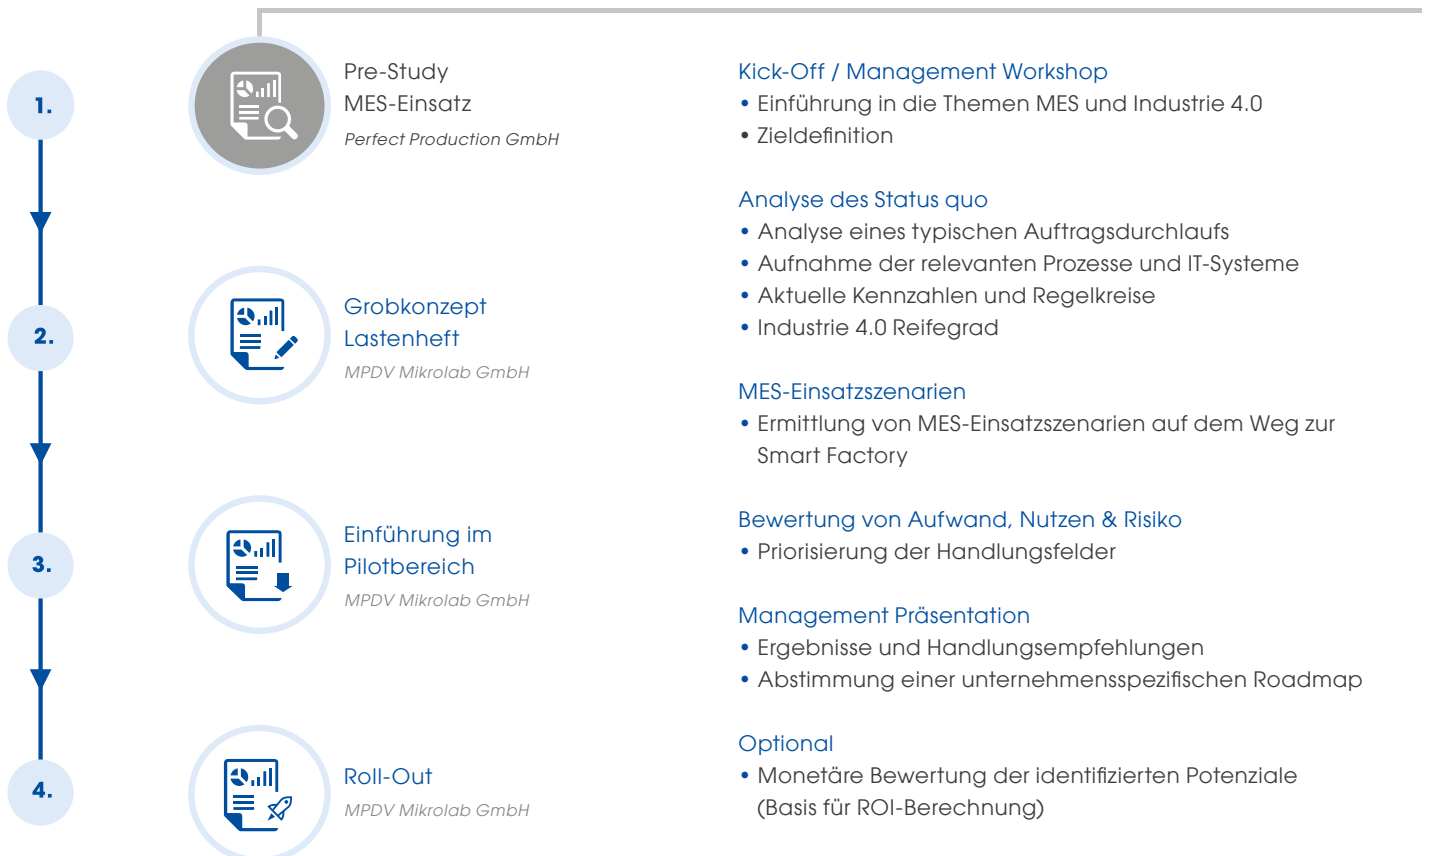 1.
Pre-Study
MES-Einsatz
Perfect Production GmbH
2.
Grobkonzept
Lastenheft
MPDV Mikrolab GmbH
3.
Einführung im
Pilotbereich
MPDV Mikrolab GmbH
4.
Roll-Out
MPDV Mikrolab GmbH
Kick-Off / Management Workshop
• Einführung in die Themen MES und Industrie 4.0
• Zieldefinition
Analyse des Status quo
• Analyse eines typischen Auftragsdurchlaufs
• Aufnahme der relevanten Prozesse und IT-Systeme
• Aktuelle Kennzahlen und Regelkreise
• Industrie 4.0 Reifegrad
MES-Einsatzszenarien
• Ermittlung von MES-Einsatzszenarien auf dem Weg zur
Smart Factory
Bewertung von Aufwand, Nutzen & Risiko
• Priorisierung der Handlungsfelder
Management Präsentation
• Ergebnisse und Handlungsempfehlungen
• Abstimmung einer unternehmensspezifischen Roadmap
Optional
• Monetäre Bewertung der identifizierten Potenziale
(Basis für ROI-Berechnung)